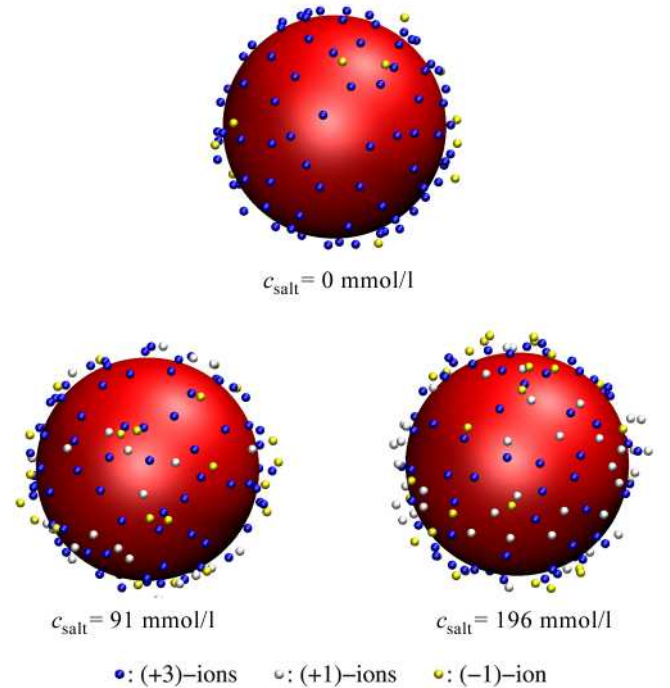 c_salt = 0 mmol/l
c_salt = 91 mmol/l
c_salt = 196 mmol/l
: (+3)−ions : (+1)−ions : (−1)−ion